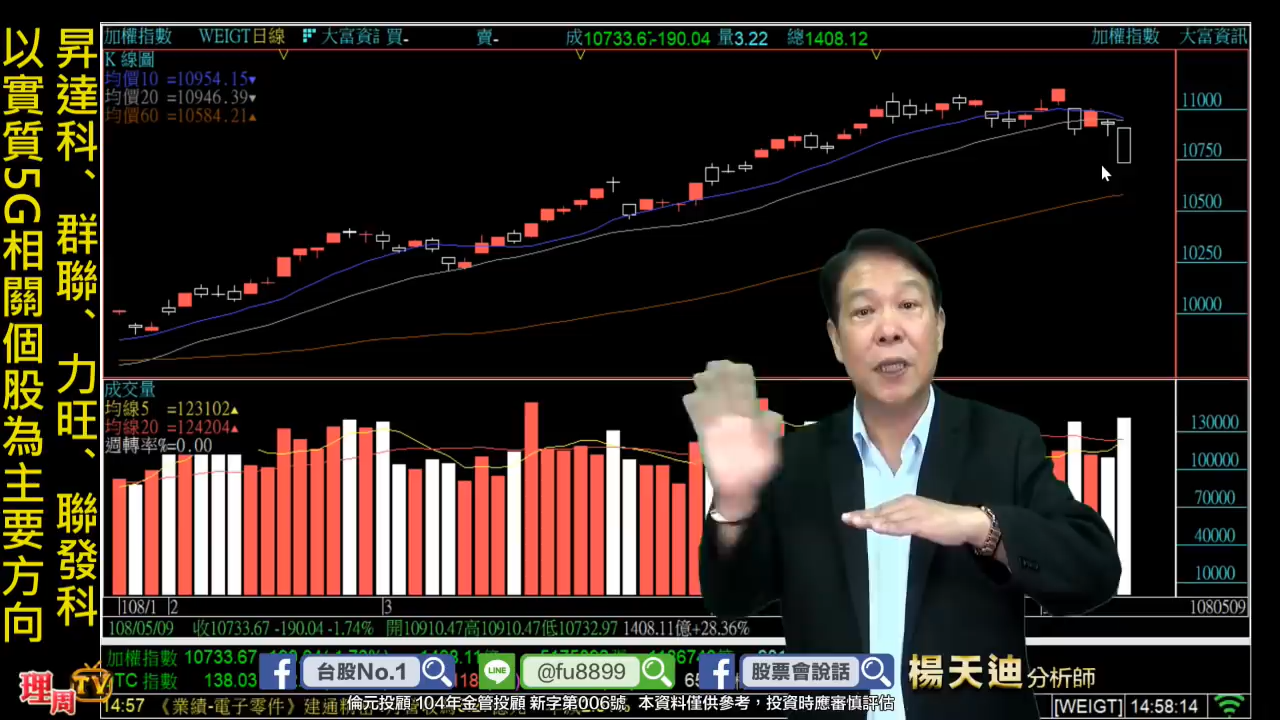 昇達科、群聯、力旺、聯發科
以實質5G相關個股為主要方向
加權指數 WEIGT日線 大富資訊 買- 賣- 成10733.67 -190.04 量3.22 總1408.12 加權指數 大富資訊
K 線圖
均價10 =10954.15▼
均價20 =10946.39▼
均價60 =10584.21▲
11000
10750
10500
10250
10000
成交量
均線5 =123102▲
均線20 =124204▲
週轉率%=0.00
130000
100000
70000
40000
10000
108/1 2 3 1080509
108/05/09 收10733.67 -190.04 -1.74% 開10910.47高10910.47低10732.97 1408.11億+28.36%
加權指數 10733.67
台股No.1
LINE @fu8899
股票會說話
楊天迪 分析師
理周TV
TC 指數 138.03
14:57 《業績-電子零件》建通
倫元投顧 104年金管投顧 新字第006號 本資料僅供參考，投資時應審慎評估
[WEIGT] 14:58:14